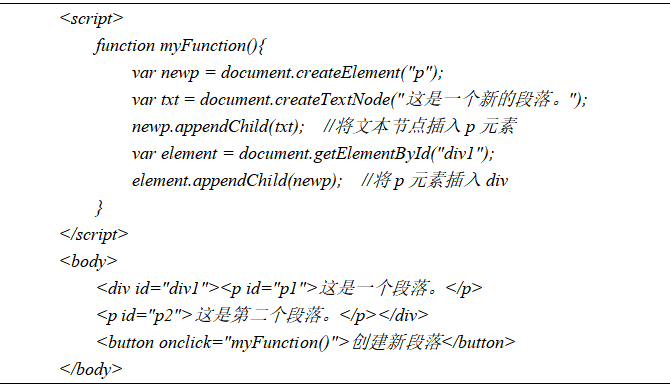 <script>
function myFunction(){
var newp = document.createElement("p");
var txt = document.createTextNode("这是一个新的段落。");
newp.appendChild(txt); //将文本节点插入 p 元素
var element = document.getElementById("div1");
element.appendChild(newp); //将 p 元素插入 div
}
</script>
<body>
<div id="div1"><p id="p1">这是一个段落。</p>
<p id="p2">这是第二个段落。</p></div>
<button onclick="myFunction()">创建新段落</button>
</body>